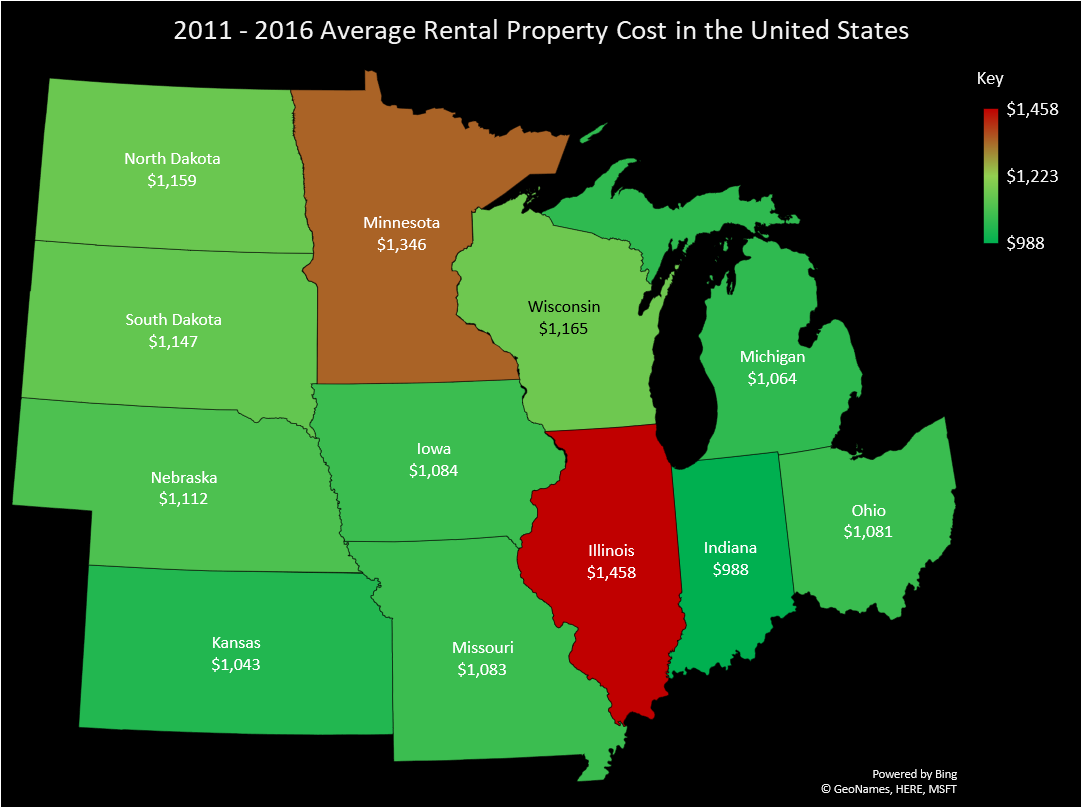 2011 - 2016 Average Rental Property Cost in the United States
Key
$1,458
$1,223
$988
North Dakota
$1,159
Minnesota
$1,346
Wisconsin
$1,165
South Dakota
$1,147
Michigan
$1,064
Iowa
$1,084
Nebraska
$1,112
Ohio
$1,081
Illinois
$1,458
Indiana
$988
Kansas
$1,043
Missouri
$1,083
Powered by Bing
© GeoNames, HERE, MSFT